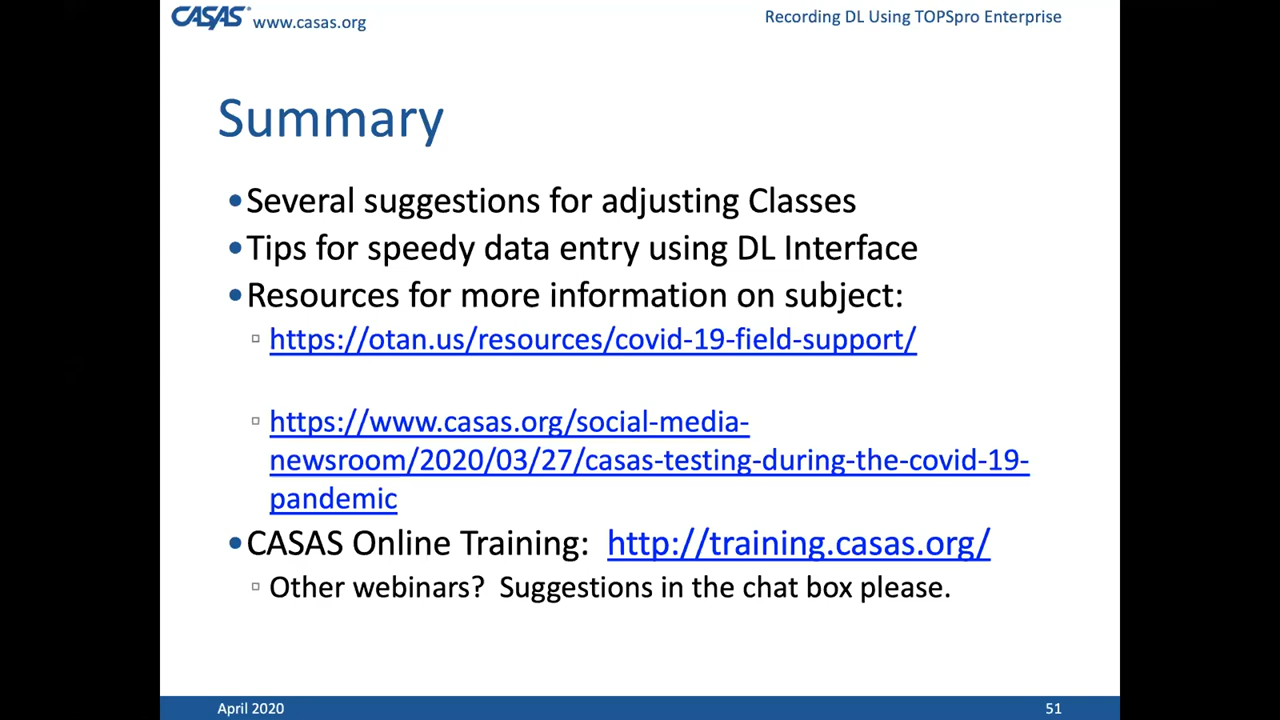 CASAS www.casas.org
Recording DL Using TOPSpro Enterprise
Summary
•Several suggestions for adjusting Classes
•Tips for speedy data entry using DL Interface
•Resources for more information on subject:
▫ https://otan.us/resources/covid-19-field-support/
▫ https://www.casas.org/social-media-
newsroom/2020/03/27/casas-testing-during-the-covid-19-
pandemic
•CASAS Online Training: http://training.casas.org/
▫ Other webinars? Suggestions in the chat box please.
April 2020
51